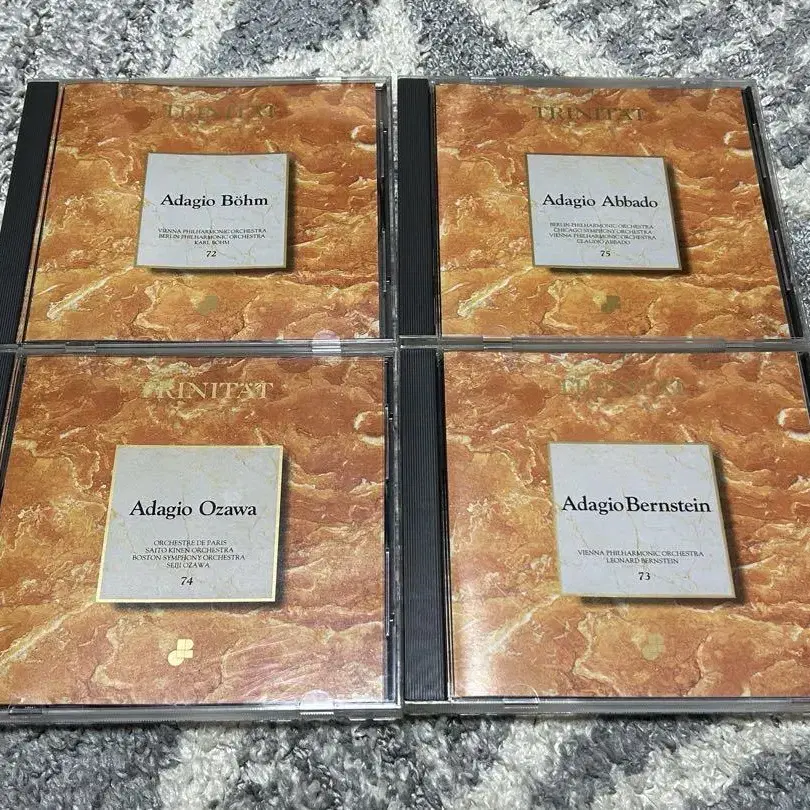 TRINITAT
Adagio Böhm
VIENNA PHILHARMONIC ORCHESTRA
BERLIN PHILHARMONIC ORCHESTRA
KARL BÖHM
72
TRINITAT
Adagio Abbado
BERLIN PHILHARMONIC ORCHESTRA
CHICAGO SYMPHONY ORCHESTRA
VIENNA PHILHARMONIC ORCHESTRA
CLAUDIO ABBADO
75
TRINITÄT
Adagio Ozawa
ORCHESTRE DE PARIS
SAITO KINEN ORCHESTRA
BOSTON SYMPHONY ORCHESTRA
SEIJI OZAWA
74
TRINITÄT
Adagio Bernstein
VIENNA PHILHARMONIC ORCHESTRA
LEONARD BERNSTEIN
73